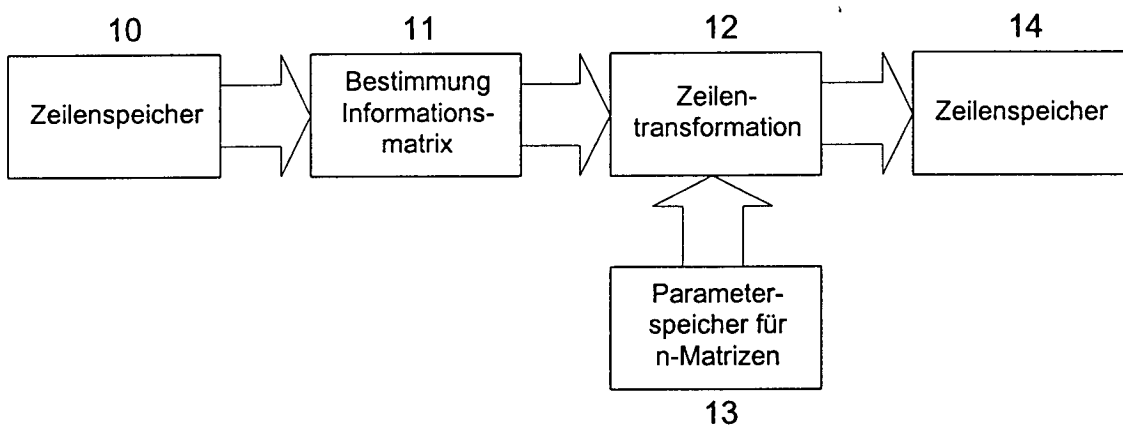 10
11
12
14
Zeilenspeicher
Bestimmung
Informations-
matrix
Zeilen-
transformation
Zeilenspeicher
Parameter-
speicher für
n-Matrizen
13